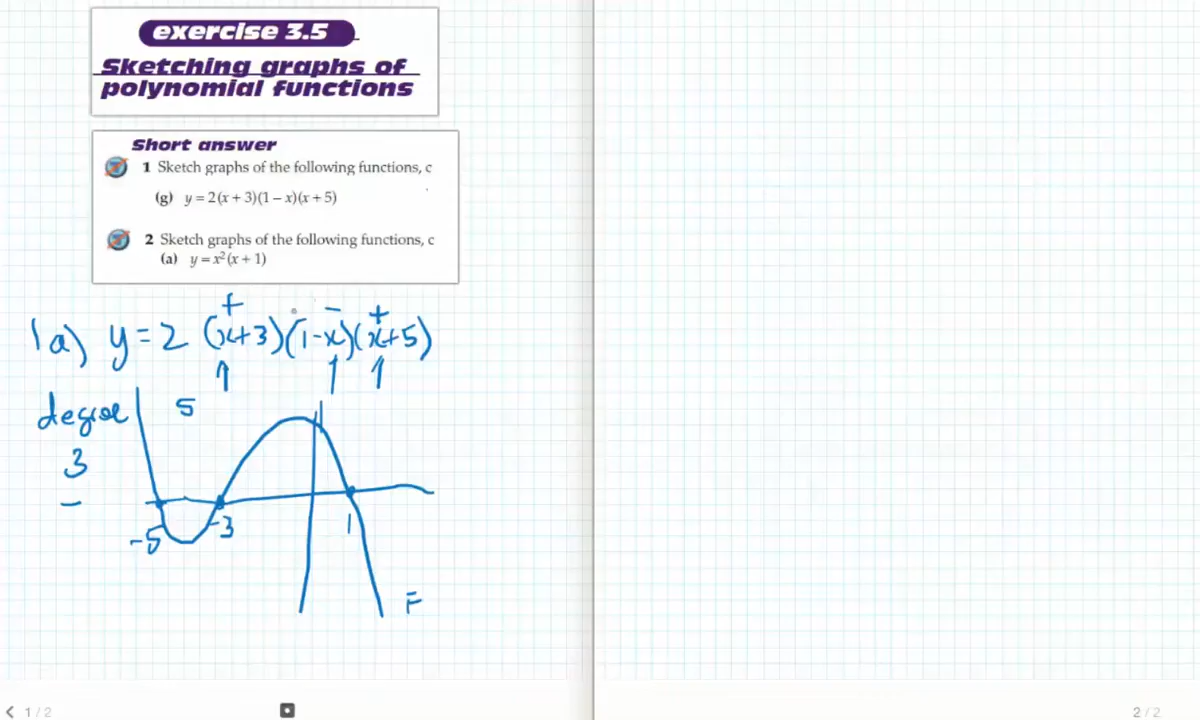 exercise 3.5
Sketching graphs of
polynomial functions
Short answer
1 Sketch graphs of the following functions, c
(g) y = 2(x + 3)(1 – x)(x + 5)
2 Sketch graphs of the following functions, c
(a) y = x²(x + 1)
+ – +
1a) y = 2 (x+3)(1-x)(x+5)
↑ ↑ ↑
degree
S
3
–
-5
-3
1
F
1 / 2
2 / 2